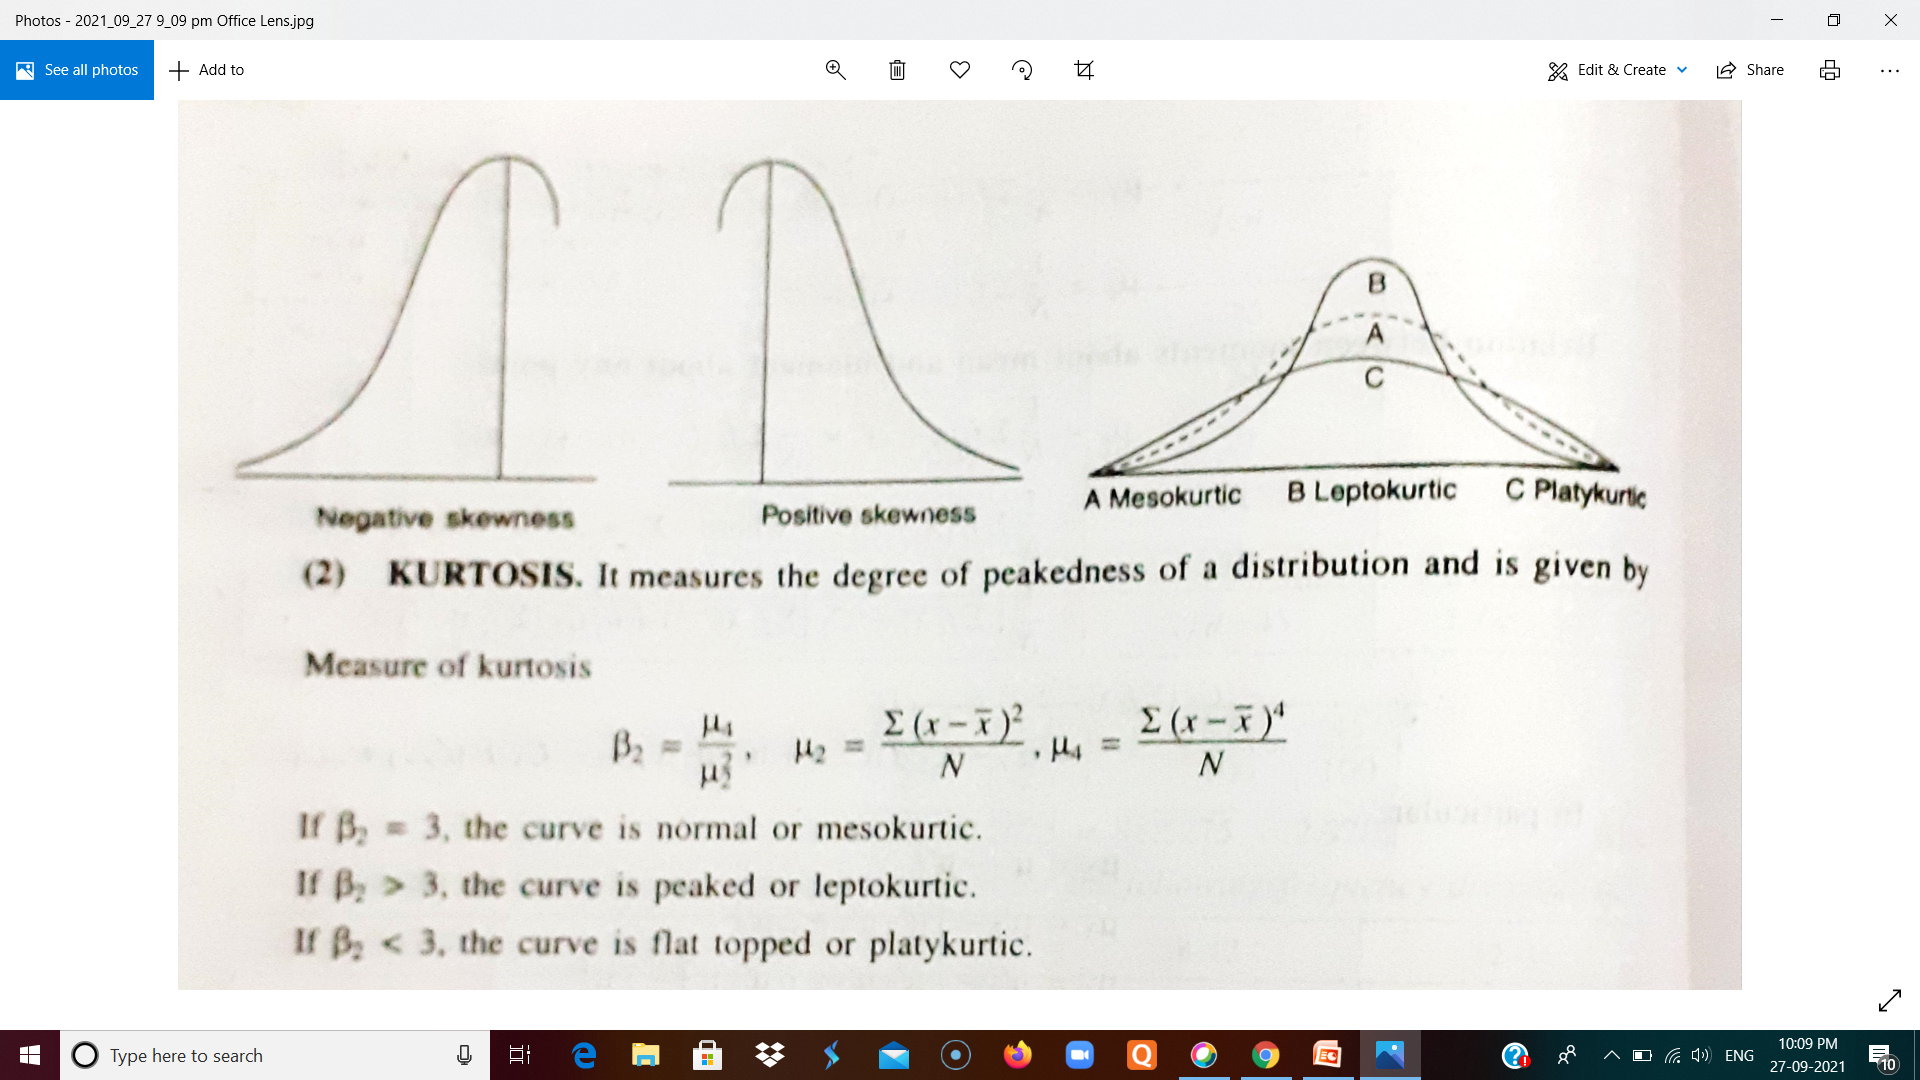 Photos - 2021_09_27 9_09 pm Office Lens.jpg
See all photos
Add to
Edit & Create
Share
B
A
C
A Mesokurtic B Leptokurtic C Platykurtic
Negative skewness
Positive skewness
(2) KURTOSIS. It measures the degree of peakedness of a distribution and is given by
Measure of kurtosis
β₂ = μ₄/μ₂², μ₂ = Σ(x – x̄)²/N, μ₄ = Σ(x – x̄)⁴/N
If β₂ = 3, the curve is normal or mesokurtic.
If β₂ > 3, the curve is peaked or leptokurtic.
If β₂ < 3, the curve is flat topped or platykurtic.
Type here to search
ENG
10:09 PM
27-09-2021
10